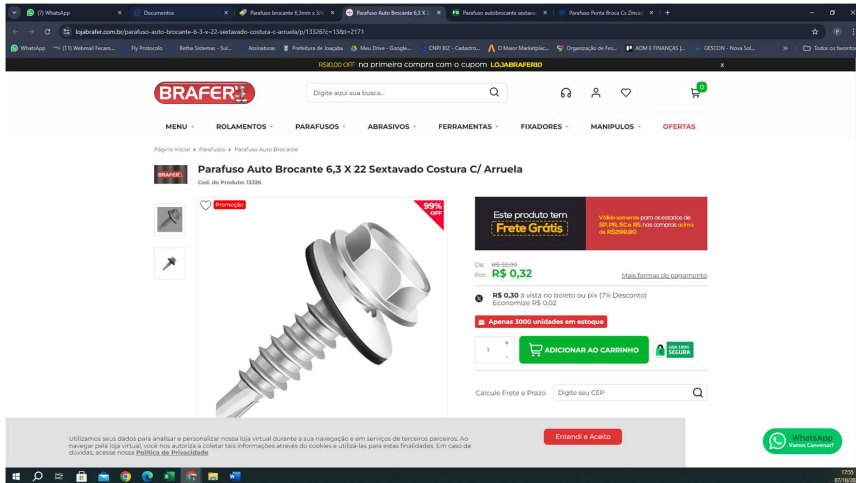 (7) WhatsApp
Documentos
Parafuso brocante 6,3mm x 3/4
Parafuso Auto Brocante 6,3 X 2
Parafuso autobrocante sextava
Parafuso Ponta Broca Cs Zinca
lojabrafer.com.br/parafuso-auto-brocante-6-3-x-22-sextavado-costura-c-arruela/p/13326?c=13&t=2171
WhatsApp
(11) Webmail Fecam...
Fly Protocolo
Betha Sistemas - Sui...
Assinaturas
Prefeitura de Joaçaba
Meu Drive - Google...
CNPJ BIZ - Cadastro...
O Maior Marketplac...
Organização de Fes...
ADM E FINANÇAS |...
GESCON - Nova Sol...
Todos os favoritos
R$10,00 OFF na primeira compra com o cupom LOJABRAFER10
x
BRAFER
Digite aqui sua busca...
0
MENU
ROLAMENTOS
PARAFUSOS
ABRASIVOS
FERRAMENTAS
FIXADORES
MANIPULOS
OFERTAS
Página Inicial
Parafusos
Parafuso Auto Brocante
BRAFER
Parafuso Auto Brocante 6,3 X 22 Sextavado Costura C/ Arruela
Cod. do Produto: 13326
Promoção
99% OFF
Este produto tem
Frete Grátis
Válido somente para os estados de
SP, PR, SC e RS, nas compras acima
de R$299,90
De: R$ 32,00
Por: R$ 0,32
Mais formas de pagamento
R$ 0,30 à vista no boleto ou pix (7% Desconto)
Economize R$ 0,02
Apenas 3000 unidades em estoque
1
+
-
ADICIONAR AO CARRINHO
LOJA 100%
SEGURA
Calcule Frete e Prazo
Digite seu CEP
Utilizamos seus dados para analisar e personalizar nossa loja virtual durante a sua navegação e em serviços de terceiros parceiros. Ao
navegar pela loja virtual, você nos autoriza a coletar tais informações através do cookies e utilizá-las para estas finalidades. Em caso de
dúvidas, acesse nossa Política de Privacidade
Entendi e Aceito
WhatsApp
Vamos Conversar?
17:55
07/10/20